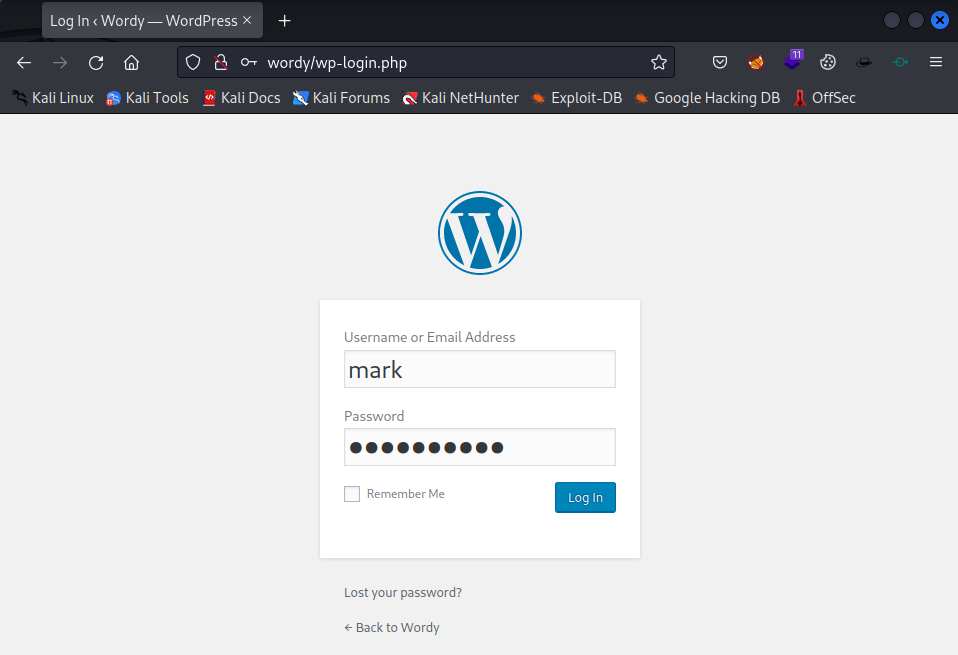 Log In ‹ Wordy — WordPress
wordy/wp-login.php
11
Kali Linux Kali Tools Kali Docs Kali Forums Kali NetHunter Exploit-DB Google Hacking DB OffSec
Username or Email Address
mark
Password
Remember Me
Log In
Lost your password?
← Back to Wordy